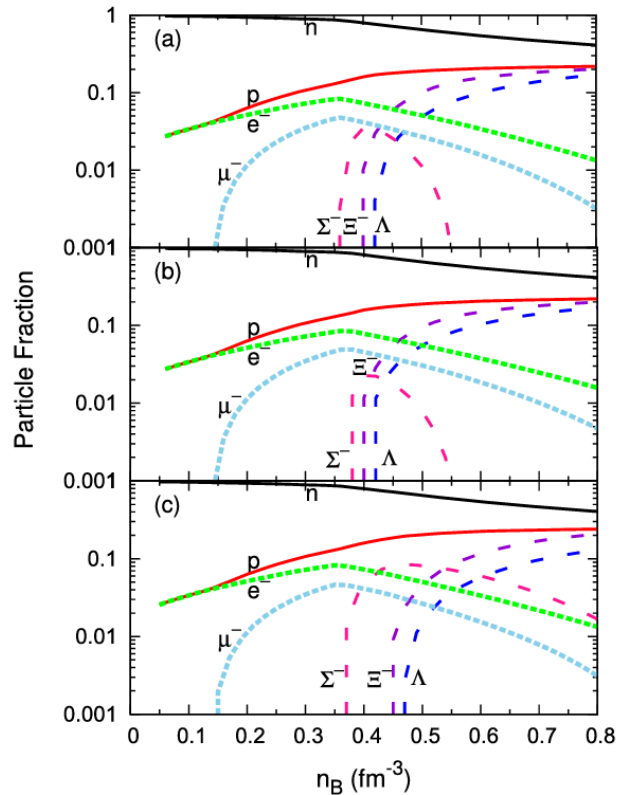 Particle Fraction
1
(a)
n
0.1
p
e⁻
0.01
μ⁻
Σ⁻ Ξ⁻ Λ
0.001
(b)
n
0.1
p
e⁻
Ξ⁻
0.01
μ⁻
Σ⁻ Λ
0.001
(c)
n
0.1
p
e⁻
0.01
μ⁻
Σ⁻ Ξ⁻ Λ
0.001
0 0.1 0.2 0.3 0.4 0.5 0.6 0.7 0.8
n_B (fm⁻³)